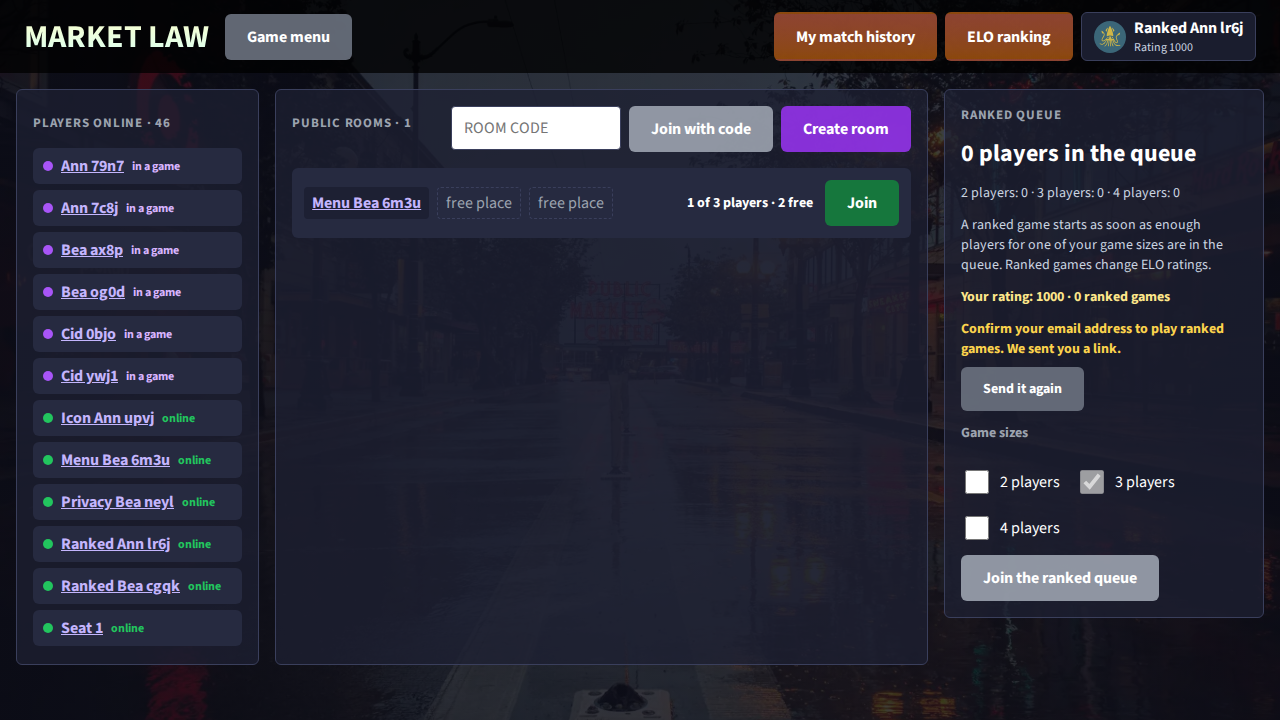 MARKET LAW
Game menu
My match history
ELO ranking
Ranked Ann lr6j
Rating 1000
PLAYERS ONLINE · 46
Ann 79n7 in a game
Ann 7c8j in a game
Bea ax8p in a game
Bea og0d in a game
Cid 0bjo in a game
Cid ywj1 in a game
Icon Ann upvj online
Menu Bea 6m3u online
Privacy Bea neyl online
Ranked Ann lr6j online
Ranked Bea cgqk online
Seat 1 online
PUBLIC ROOMS · 1
ROOM CODE
Join with code
Create room
Menu Bea 6m3u
free place
free place
1 of 3 players · 2 free
Join
RANKED QUEUE
0 players in the queue
2 players: 0 · 3 players: 0 · 4 players: 0
A ranked game starts as soon as enough
players for one of your game sizes are in the
queue. Ranked games change ELO ratings.
Your rating: 1000 · 0 ranked games
Confirm your email address to play ranked
games. We sent you a link.
Send it again
Game sizes
2 players
3 players
4 players
Join the ranked queue